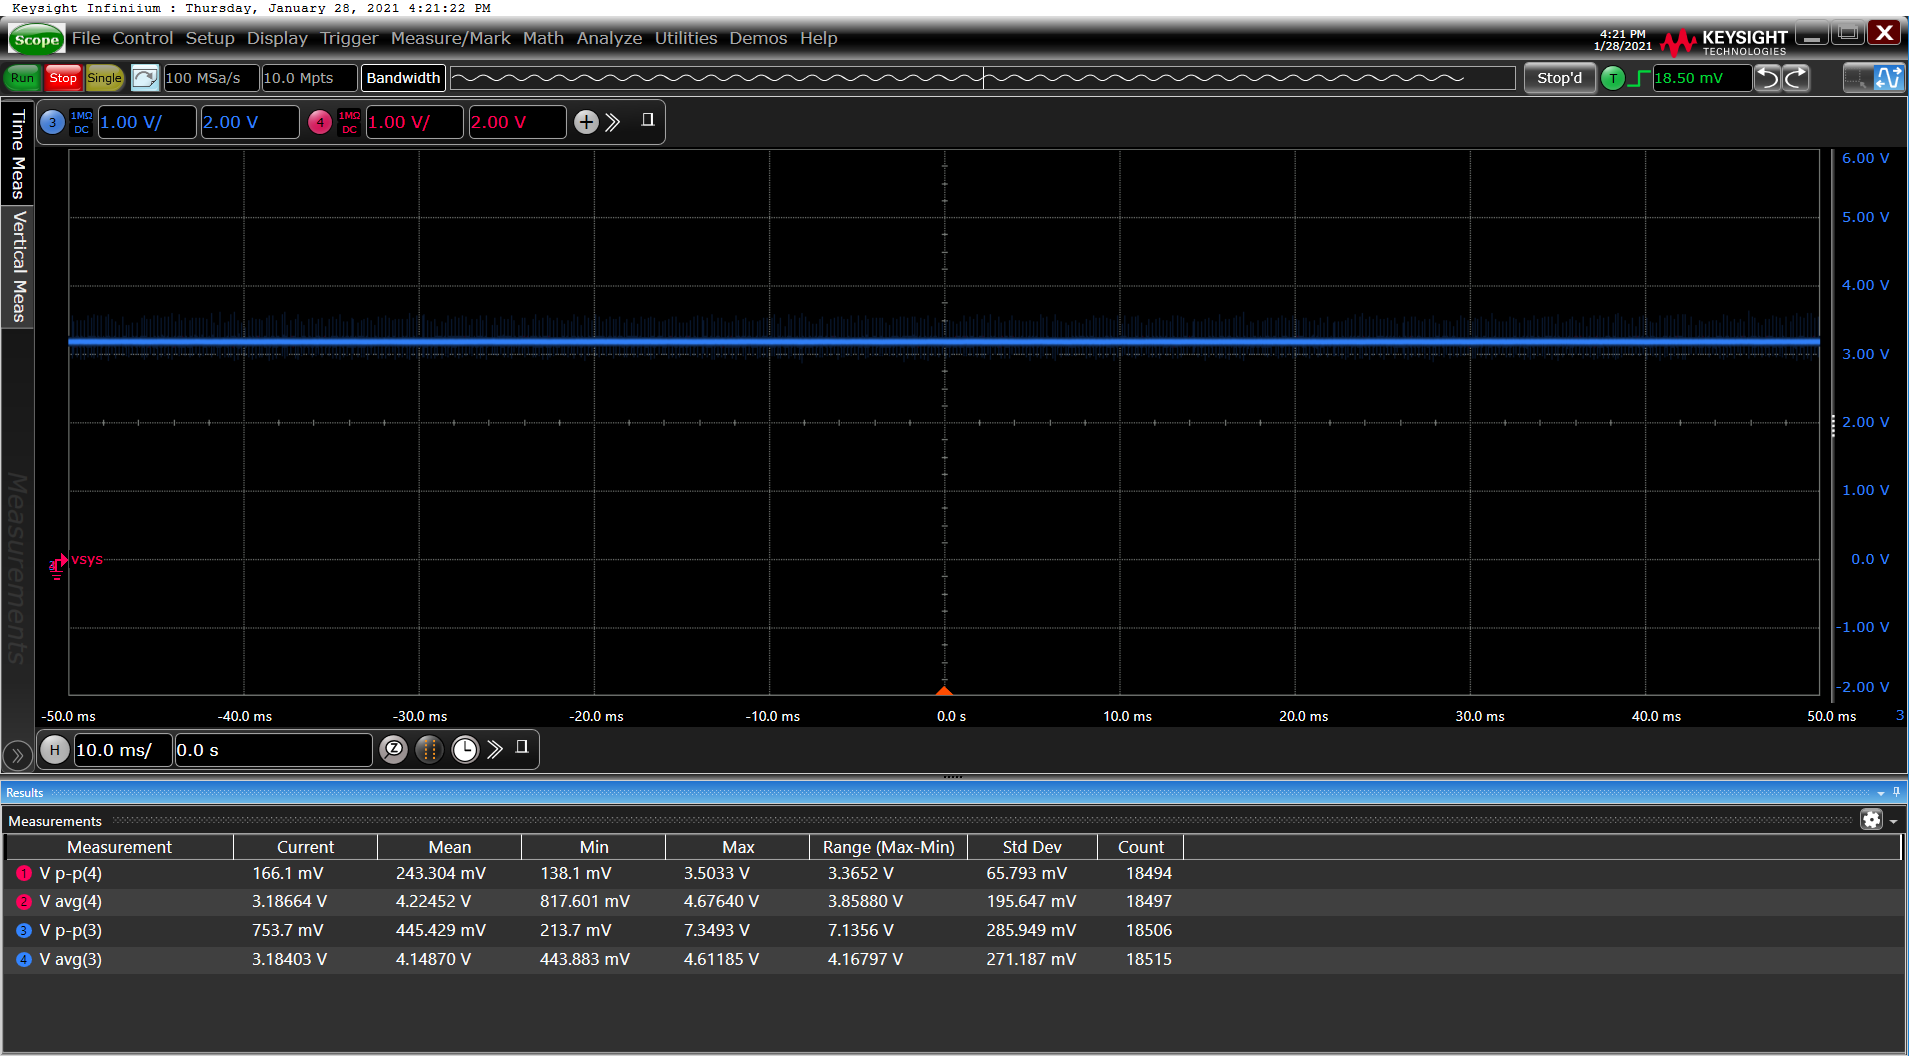 Keysight Infiniium : Thursday, January 28, 2021 4:21:22 PM
Scope File Control Setup Display Trigger Measure/Mark Math Analyze Utilities Demos Help
4:21 PM
1/28/2021
KEYSIGHT
TECHNOLOGIES
Run Stop Single 100 MSa/s 10.0 Mpts Bandwidth Stop'd T 18.50 mV
3 1MΩ DC 1.00 V/ 2.00 V 4 1MΩ DC 1.00 V/ 2.00 V
Time Meas
Vertical Meas
Measurements
6.00 V
5.00 V
4.00 V
3.00 V
2.00 V
1.00 V
vsys
0.0 V
-1.00 V
-2.00 V
-50.0 ms -40.0 ms -30.0 ms -20.0 ms -10.0 ms 0.0 s 10.0 ms 20.0 ms 30.0 ms 40.0 ms 50.0 ms 3
H 10.0 ms/ 0.0 s Z
Results
Measurements
Measurement Current Mean Min Max Range (Max-Min) Std Dev Count
1 V p-p(4) 166.1 mV 243.304 mV 138.1 mV 3.5033 V 3.3652 V 65.793 mV 18494
2 V avg(4) 3.18664 V 4.22452 V 817.601 mV 4.67640 V 3.85880 V 195.647 mV 18497
3 V p-p(3) 753.7 mV 445.429 mV 213.7 mV 7.3493 V 7.1356 V 285.949 mV 18506
4 V avg(3) 3.18403 V 4.14870 V 443.883 mV 4.61185 V 4.16797 V 271.187 mV 18515